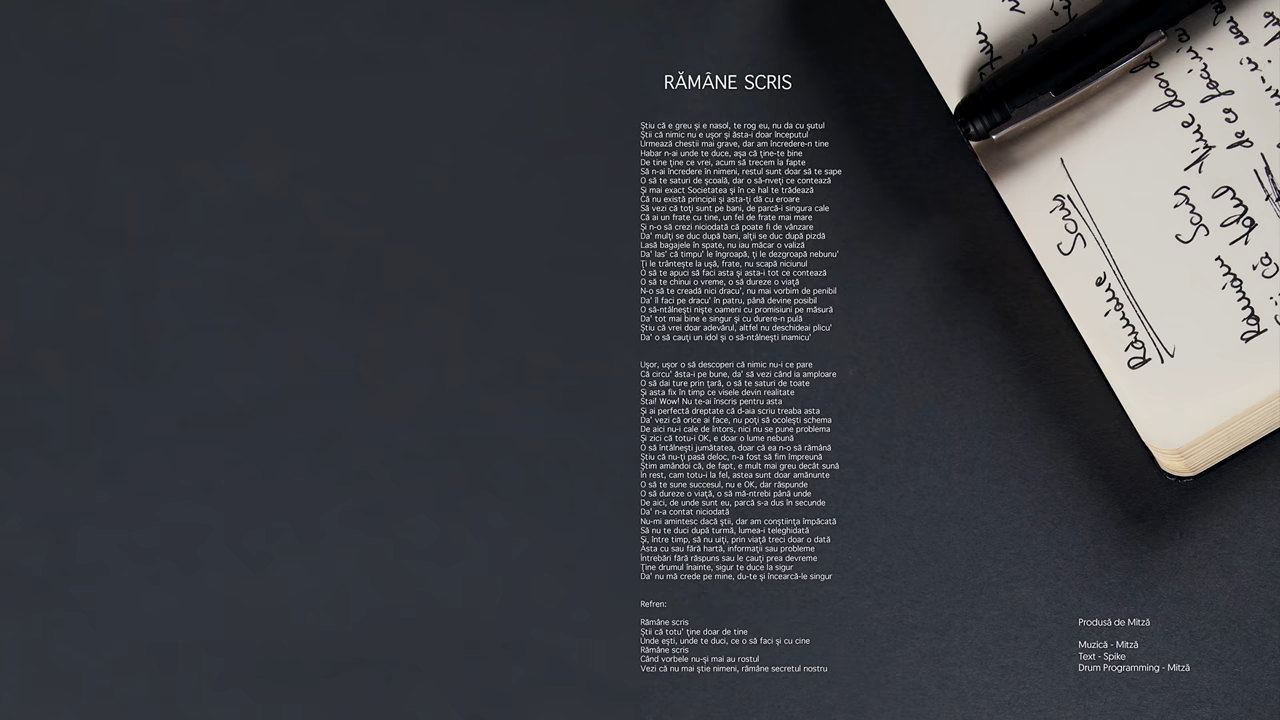 RĂMÂNE SCRIS
Știu că e greu și e nasol, te rog eu, nu da cu șutul
Știi că nimic nu e ușor și ăsta-i doar începutul
Urmează chestii mai grave, dar am încredere-n tine
Habar n-ai unde te duce, așa că ține-te bine
De tine ține ce vrei, acum să trecem la fapte
Să n-ai încredere în nimeni, restul sunt doar să te sape
O să te saturi de școală, dar o să-nveți ce contează
Și mai exact Societatea și în ce hal te trădează
Că nu există principii și asta-ți dă cu eroare
Să vezi că toți sunt pe bani, de parcă-i singura cale
Că ai un frate cu tine, un fel de frate mai mare
Și n-o să crezi niciodată că poate fi de vânzare
Da' mulți se duc după bani, alții se duc după pizdă
Lasă bagajele în spate, nu iau măcar o valiză
Da' las' că timpu' le îngroapă, ți le dezgroapă nebunu'
Ți le trântește la ușă, frate, nu scapă niciunul
O să te apuci să faci asta și asta-i tot ce contează
O să te chinui o vreme, o să dureze o viață
N-o să te creadă nici dracu', nu mai vorbim de penibil
Da' îl faci pe dracu' în patru, până devine posibil
O să-ntâlnești niște oameni cu promisiuni pe măsură
Da' tot mai bine e singur și cu durere-n pulă
Știu că vrei doar adevărul, altfel nu deschideai plicu'
Da' o să cauți un idol și o să-ntâlnești inamicu'
Ușor, ușor o să descoperi că nimic nu-i ce pare
Că circu' ăsta-i pe bune, da' să vezi când ia amploare
O să dai ture prin țară, o să te saturi de toate
Și asta fix în timp ce visele devin realitate
Stai! Wow! Nu te-ai înscris pentru asta
Și ai perfectă dreptate că d-aia scriu treaba asta
Da' vezi că orice ai face, nu poți să ocolești schema
De aici nu-i cale de întors, nici nu se pune problema
Și zici că totu-i OK, e doar o lume nebună
O să întâlnești jumătatea, doar că ea n-o să rămână
Știu că nu-ți pasă deloc, n-a fost să fim împreună
Știm amândoi că, de fapt, e mult mai greu decât sună
În rest, cam totu-i la fel, astea sunt doar amănunte
O să te sune succesul, nu e OK, dar răspunde
O să dureze o viață, o să mă-ntrebi până unde
De aici, de unde sunt eu, parcă s-a dus în secunde
Da' n-a contat niciodată
Nu-mi amintesc dacă știi, dar am conștiința împăcată
Să nu te duci după turmă, lumea-i teleghidată
Și, între timp, să nu uiți, prin viață treci doar o dată
Asta cu sau fără hartă, informații sau probleme
Întrebări fără răspuns sau le cauți prea devreme
Ține drumul înainte, sigur te duce la sigur
Da' nu mă crede pe mine, du-te și încearcă-le singur
Refren:
Rămâne scris
Știi că totu' ține doar de tine
Unde ești, unde te duci, ce o să faci și cu cine
Rămâne scris
Când vorbele nu-și mai au rostul
Vezi că nu mai știe nimeni, rămâne secretul nostru
Produsă de Mitză
Muzică - Mitză
Text - Spike
Drum Programming - Mitză
Rămâne Scris